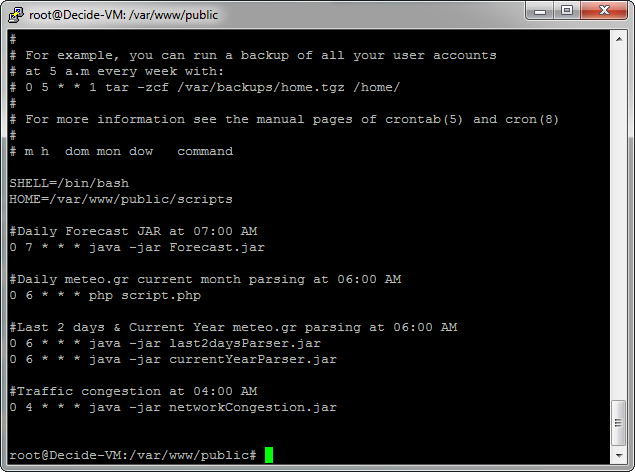 root@Decide-VM: /var/www/public
#
# For example, you can run a backup of all your user accounts
# at 5 a.m every week with:
# 0 5 * * 1 tar -zcf /var/backups/home.tgz /home/
#
# For more information see the manual pages of crontab(5) and cron(8)
#
# m h  dom mon dow   command
SHELL=/bin/bash
HOME=/var/www/public/scripts
#Daily Forecast JAR at 07:00 AM
0 7 * * * java -jar Forecast.jar
#Daily meteo.gr current month parsing at 06:00 AM
0 6 * * * php script.php
#Last 2 days & Current Year meteo.gr parsing at 06:00 AM
0 6 * * * java -jar last2daysParser.jar
0 6 * * * java -jar currentYearParser.jar
#Traffic congestion at 04:00 AM
0 4 * * * java -jar networkCongestion.jar
root@Decide-VM:/var/www/public#